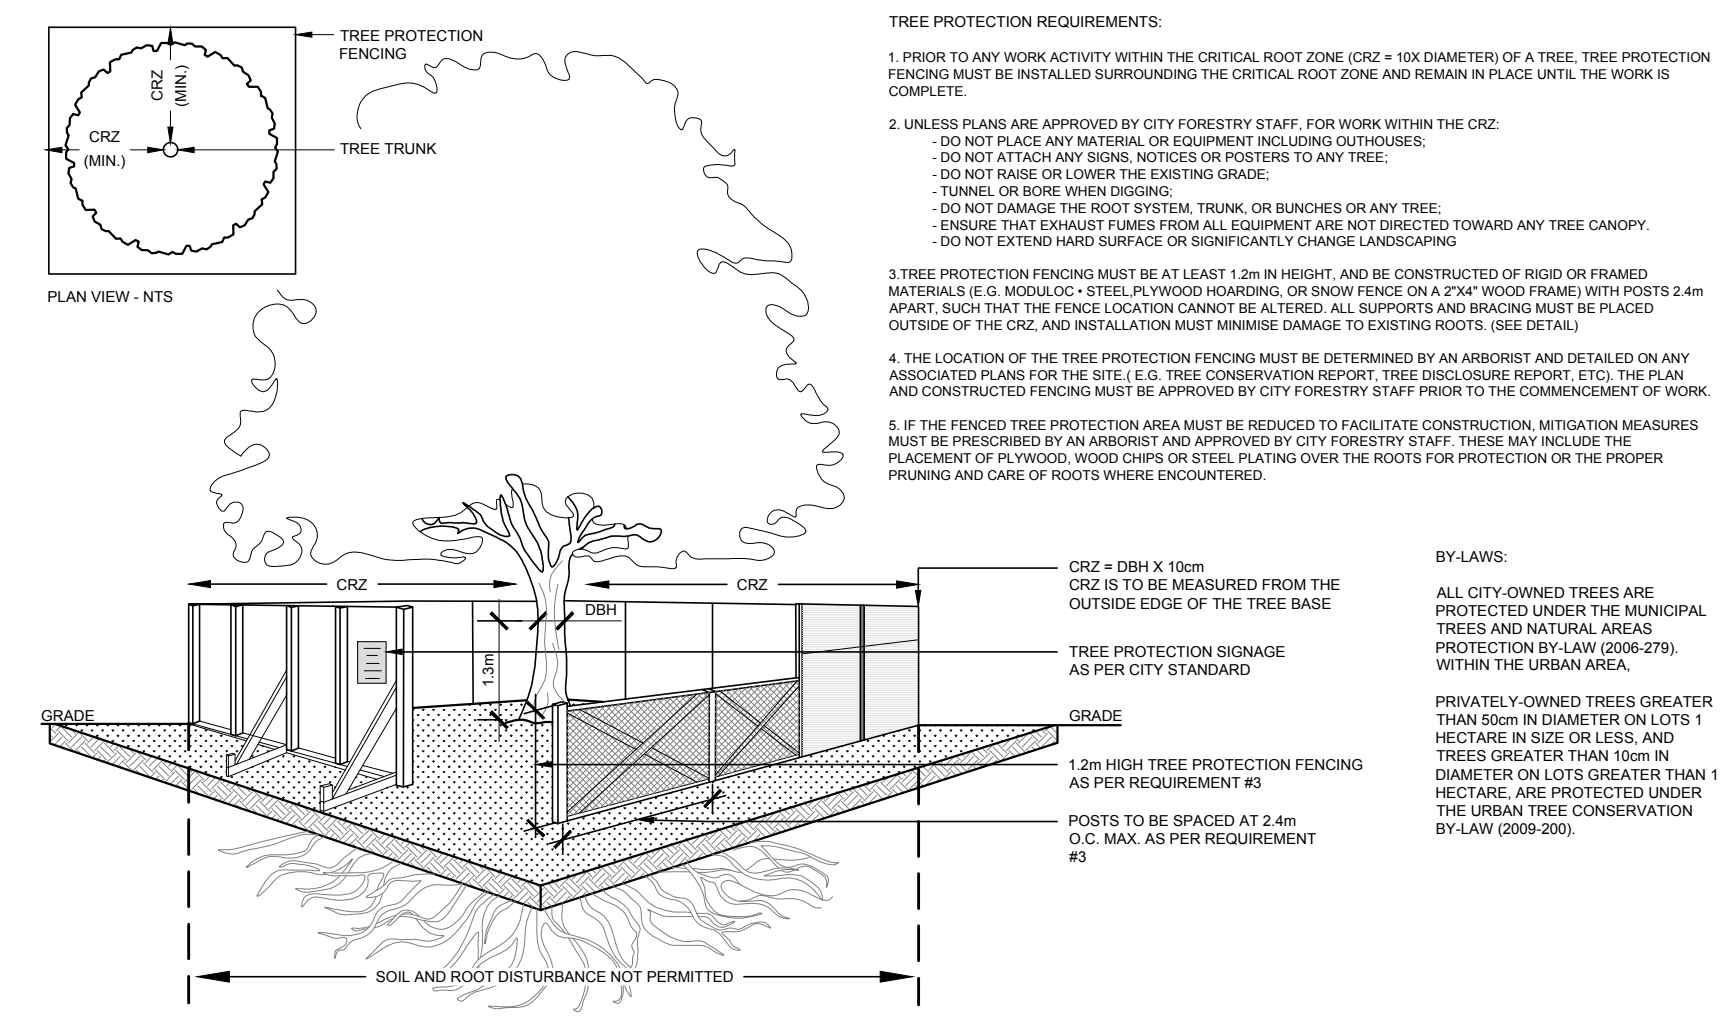 TREE PROTECTION
FENCING
CRZ
(MIN.)
CRZ
(MIN.)
TREE TRUNK
PLAN VIEW - NTS
TREE PROTECTION REQUIREMENTS:
1. PRIOR TO ANY WORK ACTIVITY WITHIN THE CRITICAL ROOT ZONE (CRZ = 10X DIAMETER) OF A TREE, TREE PROTECTION
FENCING MUST BE INSTALLED SURROUNDING THE CRITICAL ROOT ZONE AND REMAIN IN PLACE UNTIL THE WORK IS
COMPLETE.
2. UNLESS PLANS ARE APPROVED BY CITY FORESTRY STAFF, FOR WORK WITHIN THE CRZ:
- DO NOT PLACE ANY MATERIAL OR EQUIPMENT INCLUDING OUTHOUSES;
- DO NOT ATTACH ANY SIGNS, NOTICES OR POSTERS TO ANY TREE;
- DO NOT RAISE OR LOWER THE EXISTING GRADE;
- TUNNEL OR BORE WHEN DIGGING;
- DO NOT DAMAGE THE ROOT SYSTEM, TRUNK, OR BUNCHES OR ANY TREE;
- ENSURE THAT EXHAUST FUMES FROM ALL EQUIPMENT ARE NOT DIRECTED TOWARD ANY TREE CANOPY.
- DO NOT EXTEND HARD SURFACE OR SIGNIFICANTLY CHANGE LANDSCAPING
3.TREE PROTECTION FENCING MUST BE AT LEAST 1.2m IN HEIGHT, AND BE CONSTRUCTED OF RIGID OR FRAMED
MATERIALS (E.G. MODULOC • STEEL,PLYWOOD HOARDING, OR SNOW FENCE ON A 2"X4" WOOD FRAME) WITH POSTS 2.4m
APART, SUCH THAT THE FENCE LOCATION CANNOT BE ALTERED. ALL SUPPORTS AND BRACING MUST BE PLACED
OUTSIDE OF THE CRZ, AND INSTALLATION MUST MINIMISE DAMAGE TO EXISTING ROOTS. (SEE DETAIL)
4. THE LOCATION OF THE TREE PROTECTION FENCING MUST BE DETERMINED BY AN ARBORIST AND DETAILED ON ANY
ASSOCIATED PLANS FOR THE SITE.( E.G. TREE CONSERVATION REPORT, TREE DISCLOSURE REPORT, ETC). THE PLAN
AND CONSTRUCTED FENCING MUST BE APPROVED BY CITY FORESTRY STAFF PRIOR TO THE COMMENCEMENT OF WORK.
5. IF THE FENCED TREE PROTECTION AREA MUST BE REDUCED TO FACILITATE CONSTRUCTION, MITIGATION MEASURES
MUST BE PRESCRIBED BY AN ARBORIST AND APPROVED BY CITY FORESTRY STAFF. THESE MAY INCLUDE THE
PLACEMENT OF PLYWOOD, WOOD CHIPS OR STEEL PLATING OVER THE ROOTS FOR PROTECTION OR THE PROPER
PRUNING AND CARE OF ROOTS WHERE ENCOUNTERED.
CRZ
CRZ
DBH
1.3m
GRADE
CRZ = DBH X 10cm
CRZ IS TO BE MEASURED FROM THE
OUTSIDE EDGE OF THE TREE BASE
TREE PROTECTION SIGNAGE
AS PER CITY STANDARD
GRADE
1.2m HIGH TREE PROTECTION FENCING
AS PER REQUIREMENT #3
POSTS TO BE SPACED AT 2.4m
O.C. MAX. AS PER REQUIREMENT
#3
SOIL AND ROOT DISTURBANCE NOT PERMITTED
BY-LAWS:
ALL CITY-OWNED TREES ARE
PROTECTED UNDER THE MUNICIPAL
TREES AND NATURAL AREAS
PROTECTION BY-LAW (2006-279).
WITHIN THE URBAN AREA,
PRIVATELY-OWNED TREES GREATER
THAN 50cm IN DIAMETER ON LOTS 1
HECTARE IN SIZE OR LESS, AND
TREES GREATER THAN 10cm IN
DIAMETER ON LOTS GREATER THAN 1
HECTARE, ARE PROTECTED UNDER
THE URBAN TREE CONSERVATION
BY-LAW (2009-200).